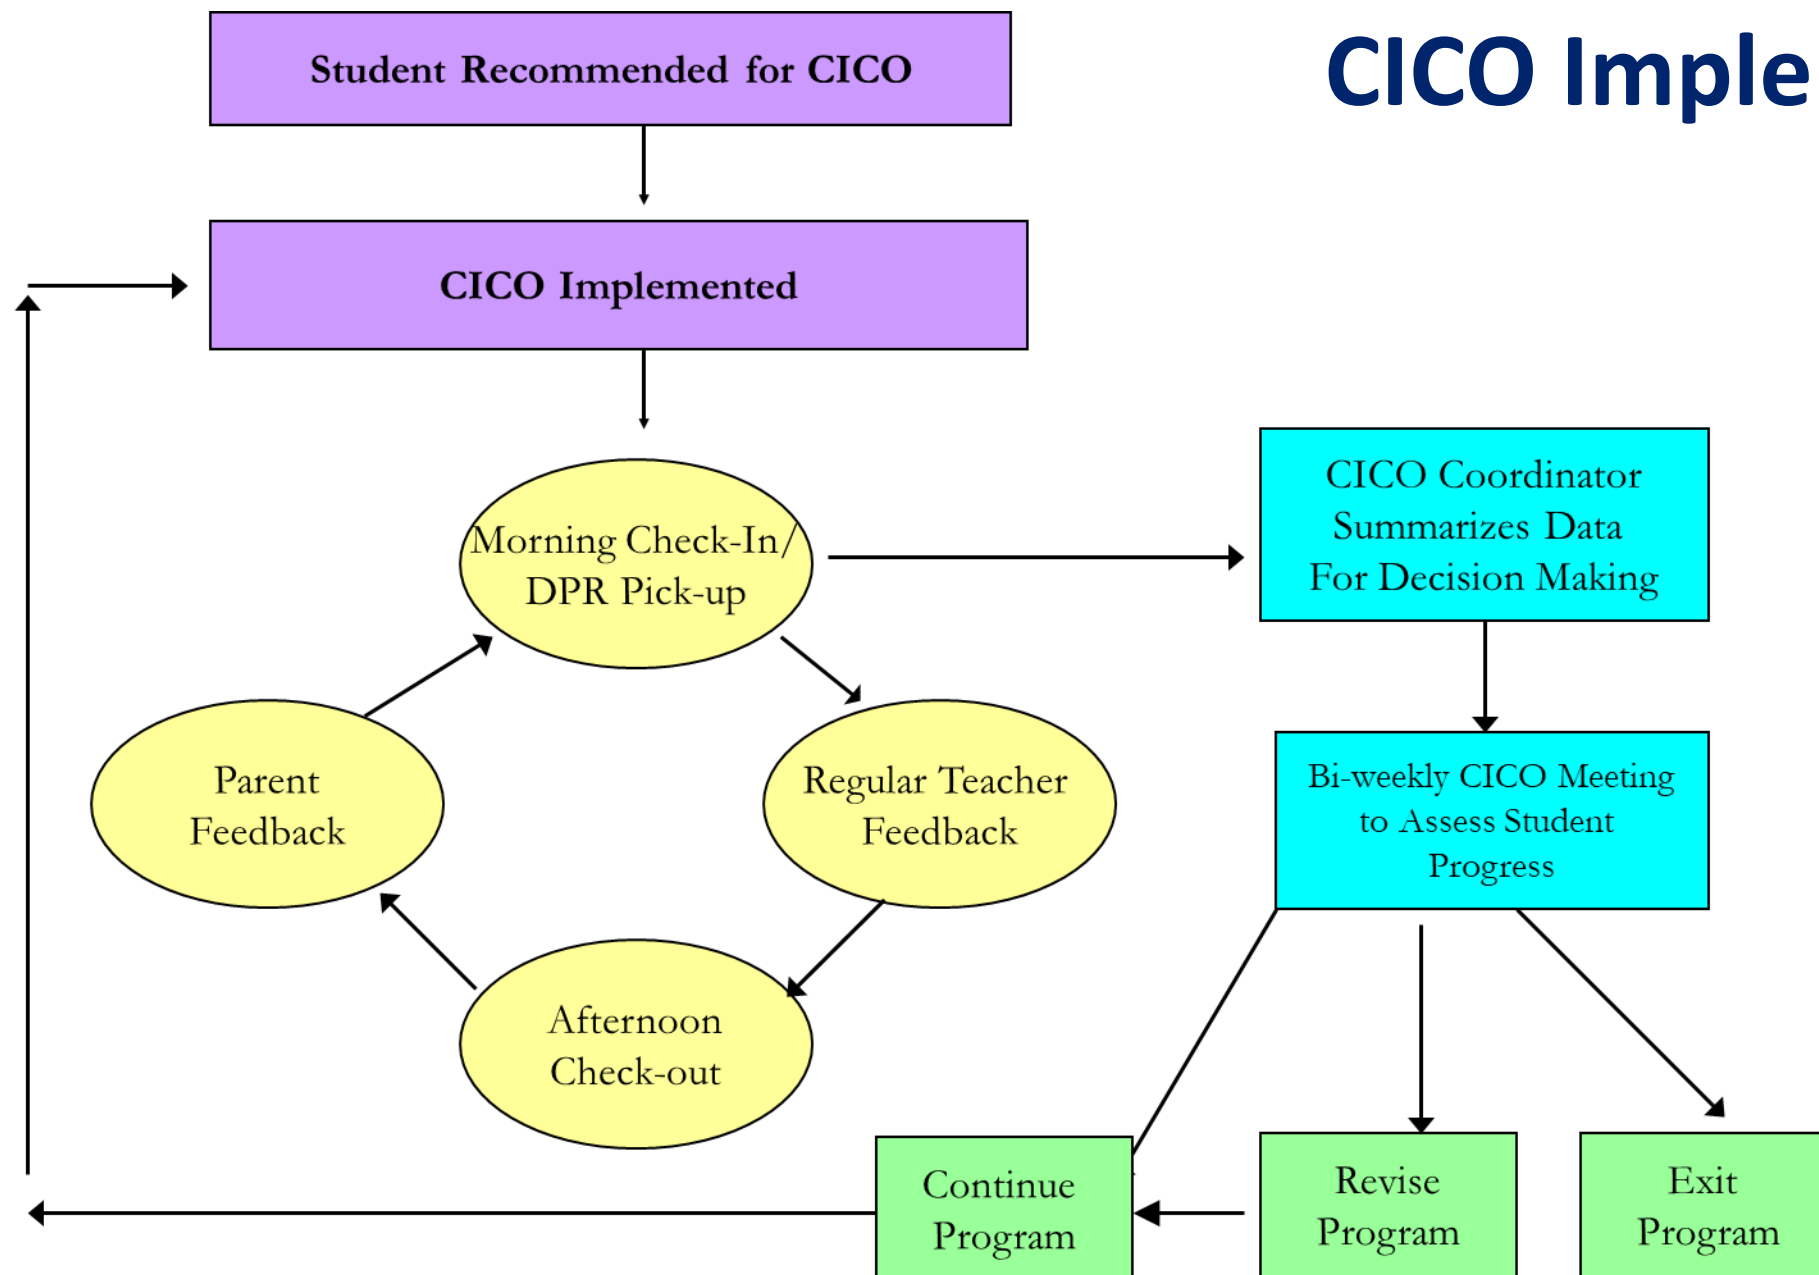 CICO Imple
Student Recommended for CICO
CICO Implemented
Morning Check-In/
DPR Pick-up
CICO Coordinator
Summarizes Data
For Decision Making
Parent
Feedback
Regular Teacher
Feedback
Bi-weekly CICO Meeting
to Assess Student
Progress
Afternoon
Check-out
Continue
Program
Revise
Program
Exit
Program